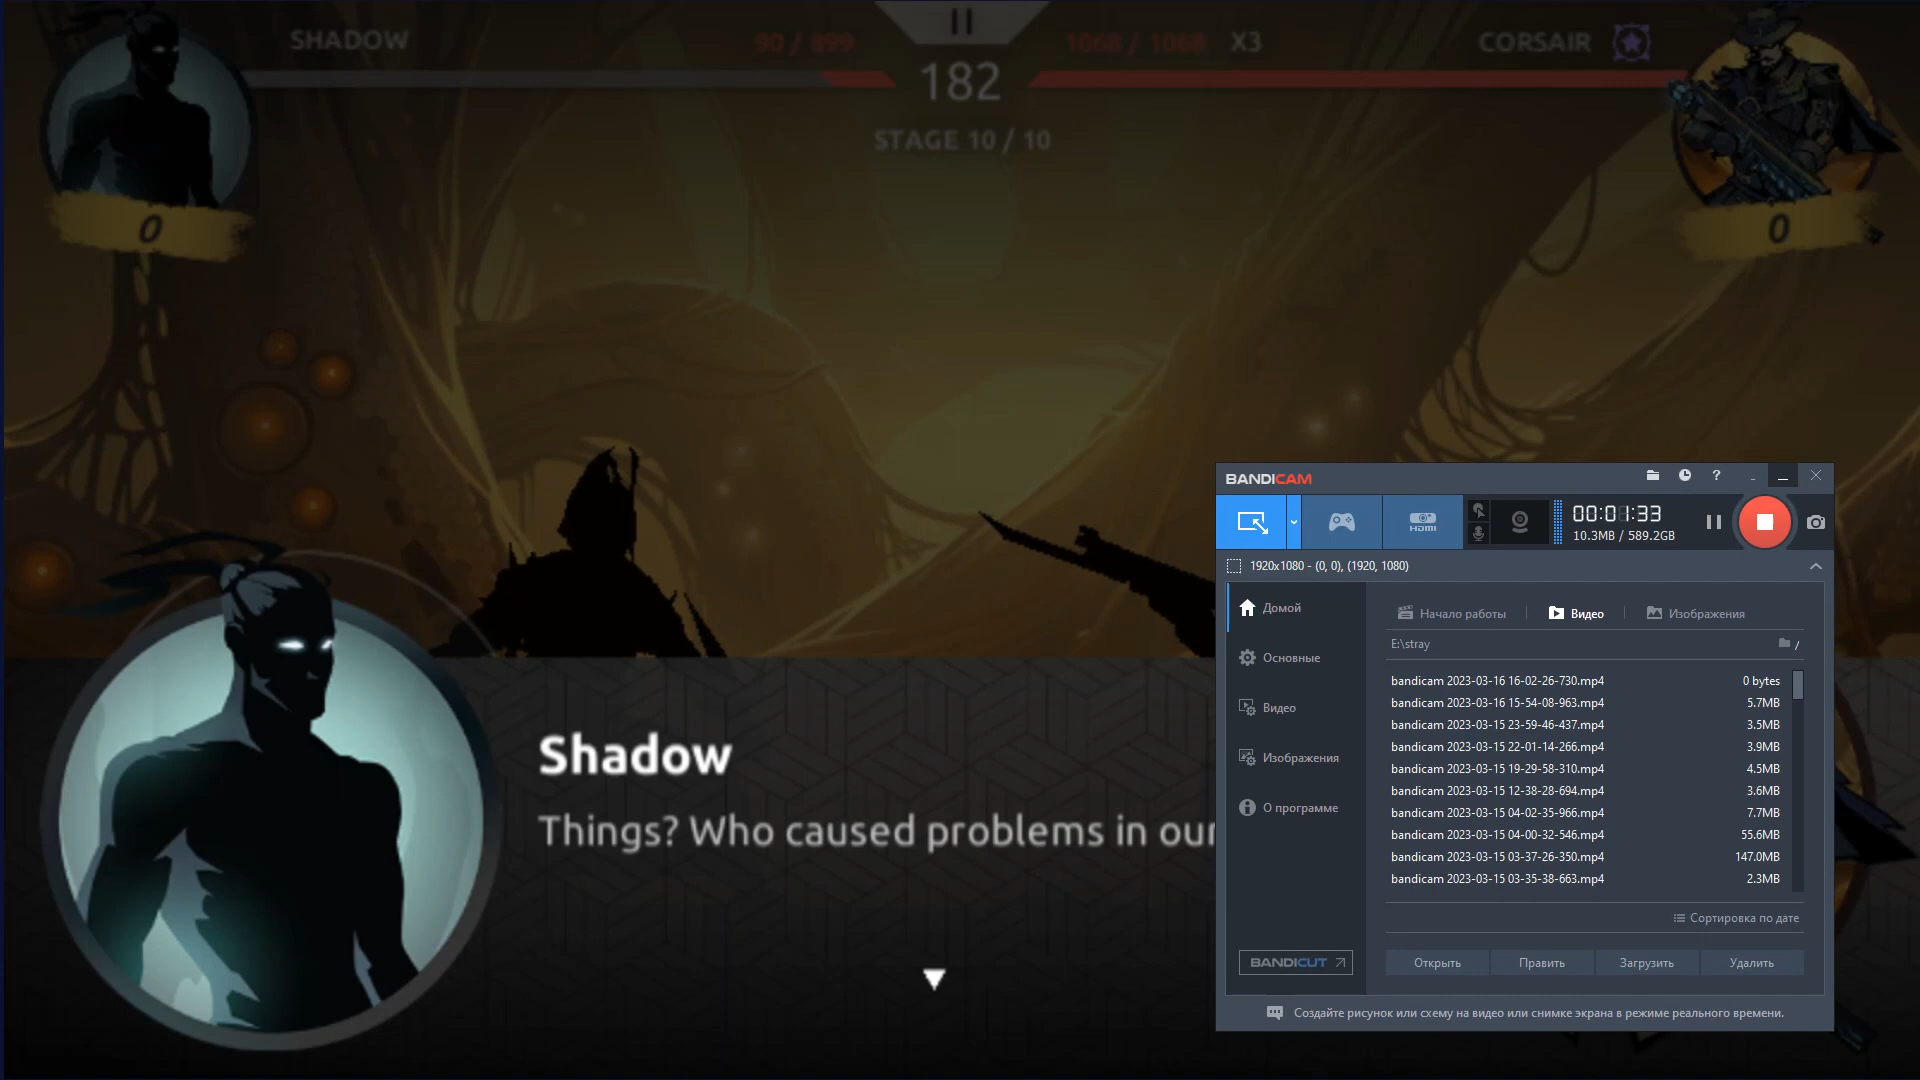 SHADOW
90 / 899
182
1068 / 1068
X3
CORSAIR
STAGE 10 / 10
0
0
Shadow
Things? Who caused problems in our
BANDICAM
?
HDMI
00:01:33
10.3MB / 589.2GB
1920x1080 - (0, 0), (1920, 1080)
Домой
Основные
Видео
Изображения
О программе
BANDICUT
Начало работы
Видео
Изображения
E:\stray
/
bandicam 2023-03-16 16-02-26-730.mp4 0 bytes
bandicam 2023-03-16 15-54-08-963.mp4 5.7MB
bandicam 2023-03-15 23-59-46-437.mp4 3.5MB
bandicam 2023-03-15 22-01-14-266.mp4 3.9MB
bandicam 2023-03-15 19-29-58-310.mp4 4.5MB
bandicam 2023-03-15 12-38-28-694.mp4 3.6MB
bandicam 2023-03-15 04-02-35-966.mp4 7.7MB
bandicam 2023-03-15 04-00-32-546.mp4 55.6MB
bandicam 2023-03-15 03-37-26-350.mp4 147.0MB
bandicam 2023-03-15 03-35-38-663.mp4 2.3MB
Сортировка по дате
Открыть Править Загрузить Удалить
Создайте рисунок или схему на видео или снимке экрана в режиме реального времени.